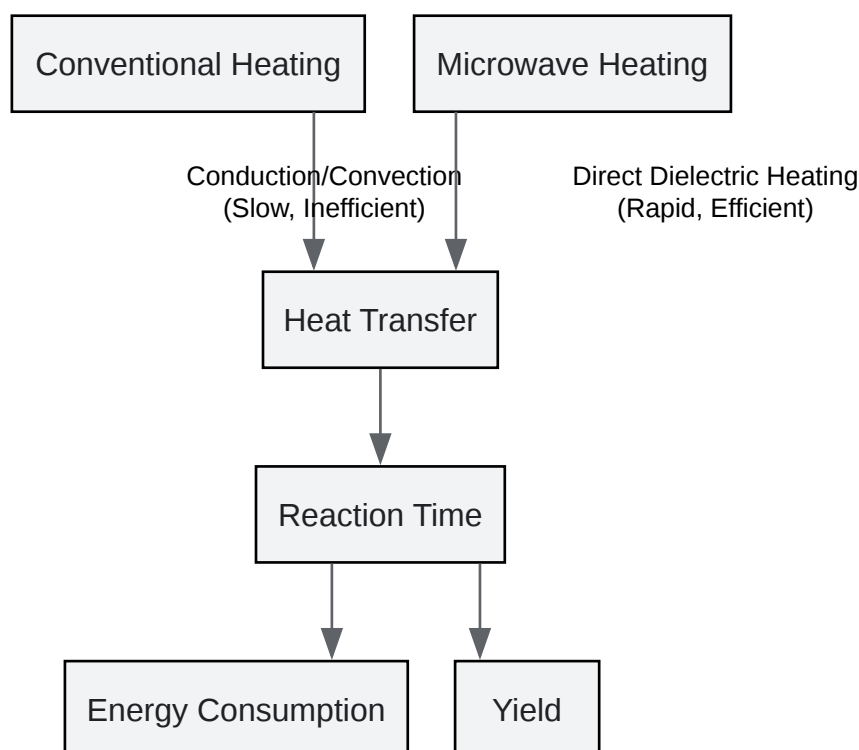 Conventional Heating
Microwave Heating
Conduction/Convection
(Slow, Inefficient)
Direct Dielectric Heating
(Rapid, Efficient)
Heat Transfer
Reaction Time
Energy Consumption
Yield